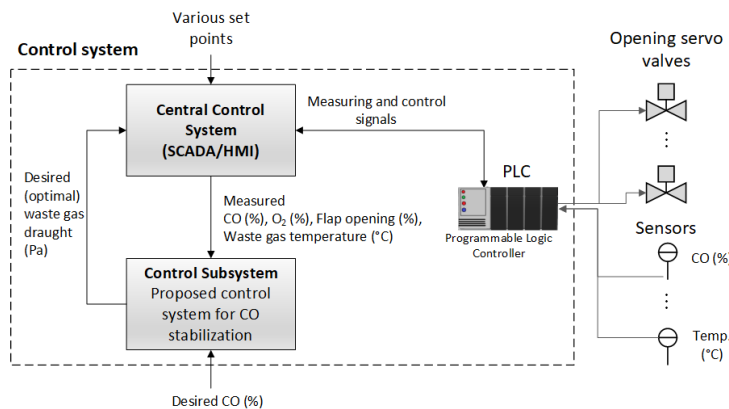 Various set
points
Control system
Opening servo
valves
Central Control
System
(SCADA/HMI)
Measuring and control
signals
PLC
Desired
(optimal)
waste gas
draught
(Pa)
Measured
CO (%), O₂ (%), Flap opening (%),
Waste gas temperature (°C)
Programmable Logic
Controller
Sensors
CO (%)
Control Subsystem
Proposed control
system for CO
stabilization
Temp.
(°C)
Desired CO (%)